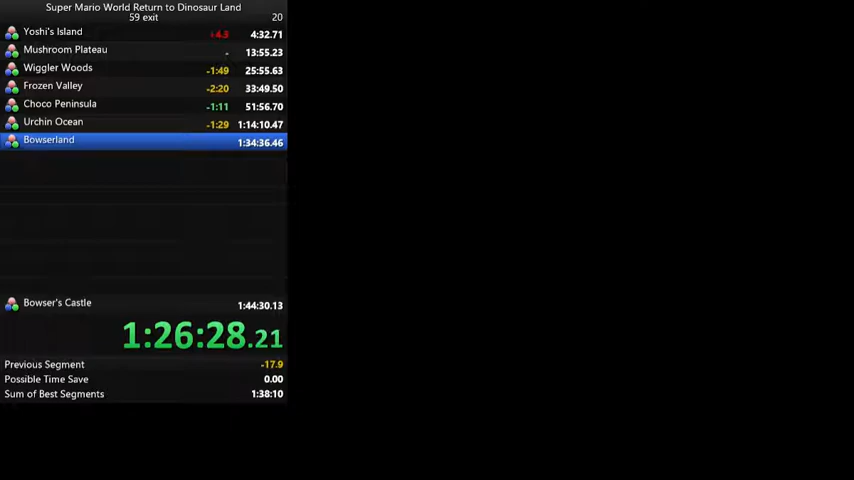 Super Mario World Return to Dinosaur Land
59 exit 20
Yoshi's Island +4.3 4:32.71
Mushroom Plateau - 13:55.23
Wiggler Woods -1:49 25:55.63
Frozen Valley -2:20 33:49.50
Choco Peninsula -1:11 51:56.70
Urchin Ocean -1:29 1:14:10.47
Bowserland 1:34:36.46
Bowser's Castle 1:44:30.13
1:26:28.21
Previous Segment -17.9
Possible Time Save 0.00
Sum of Best Segments 1:38:10